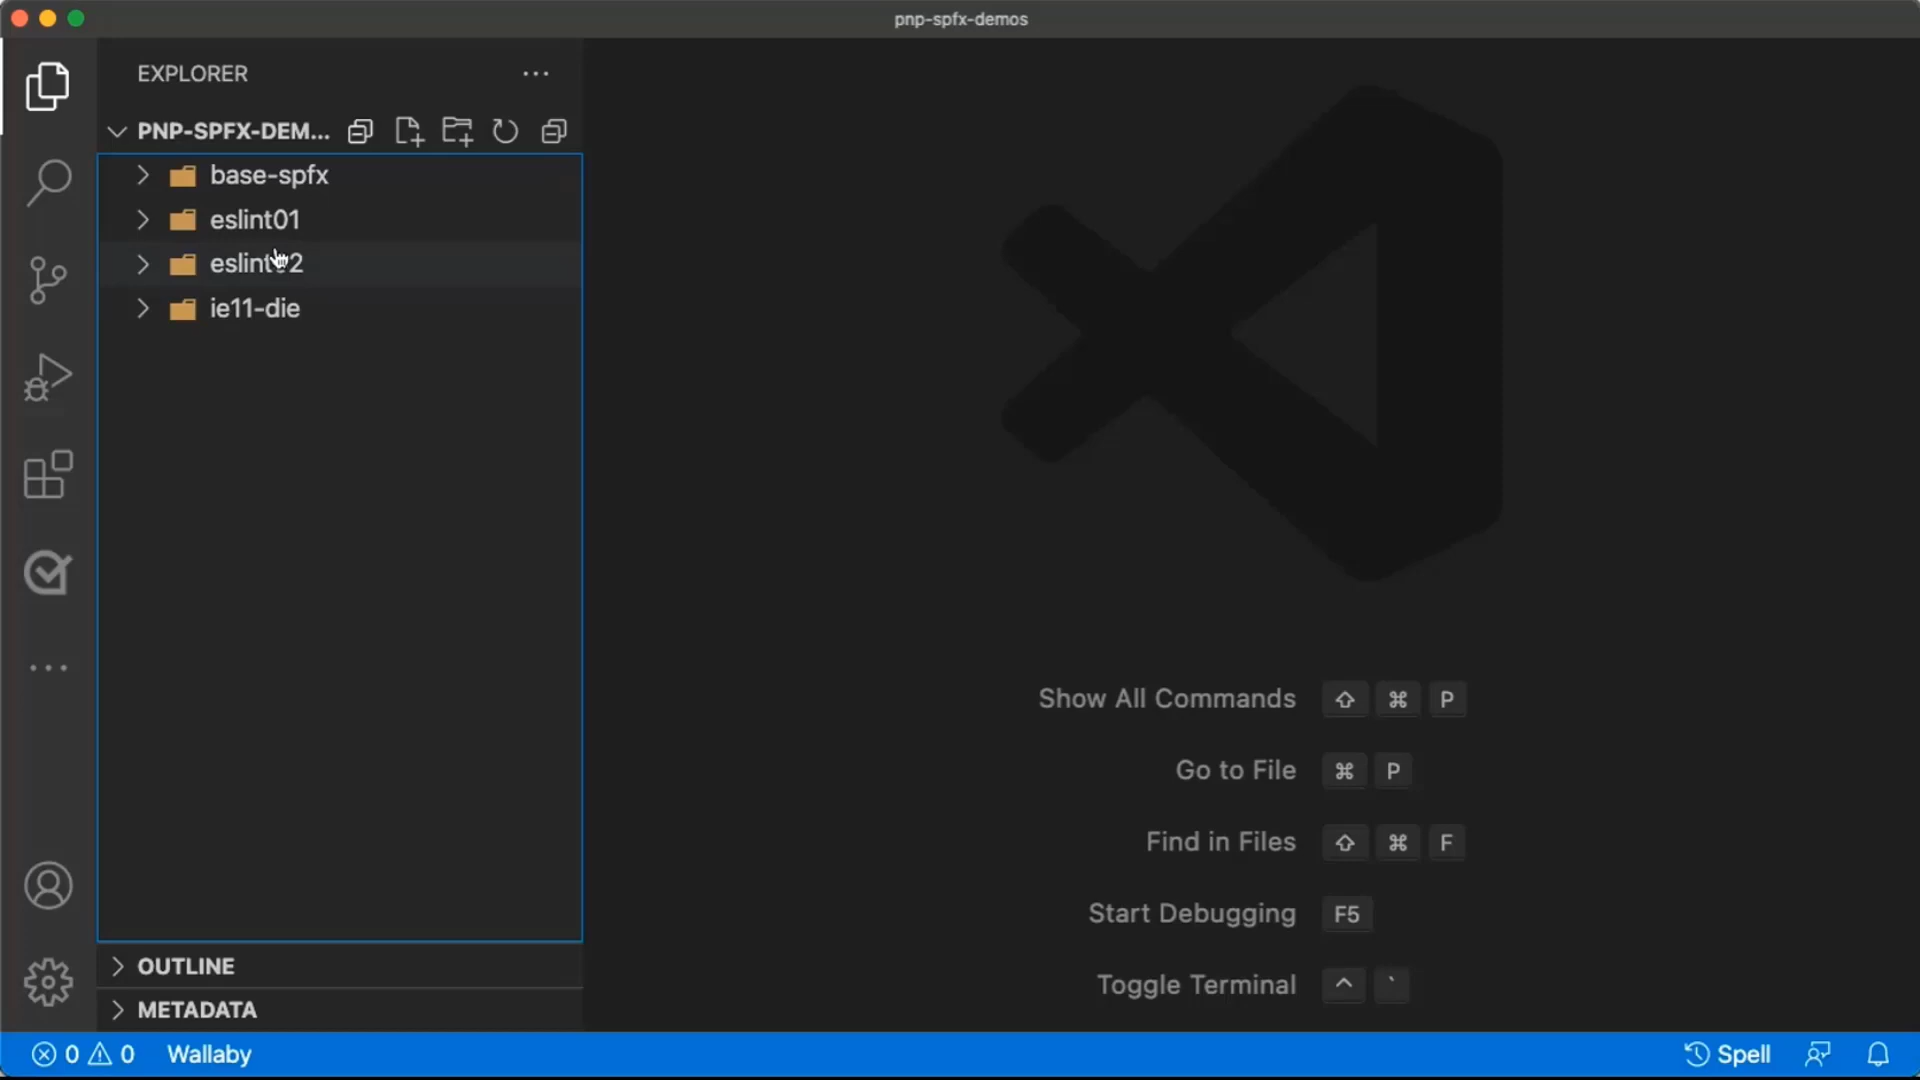 pnp-spfx-demos
EXPLORER
PNP-SPFX-DEM...
base-spfx
eslint01
ie11-die
Show All Commands ⇧ ⌘ P
Go to File ⌘ P
Find in Files ⇧ ⌘ F
Start Debugging F5
Toggle Terminal ^ `
OUTLINE
METADATA
0 0 Wallaby
Spell